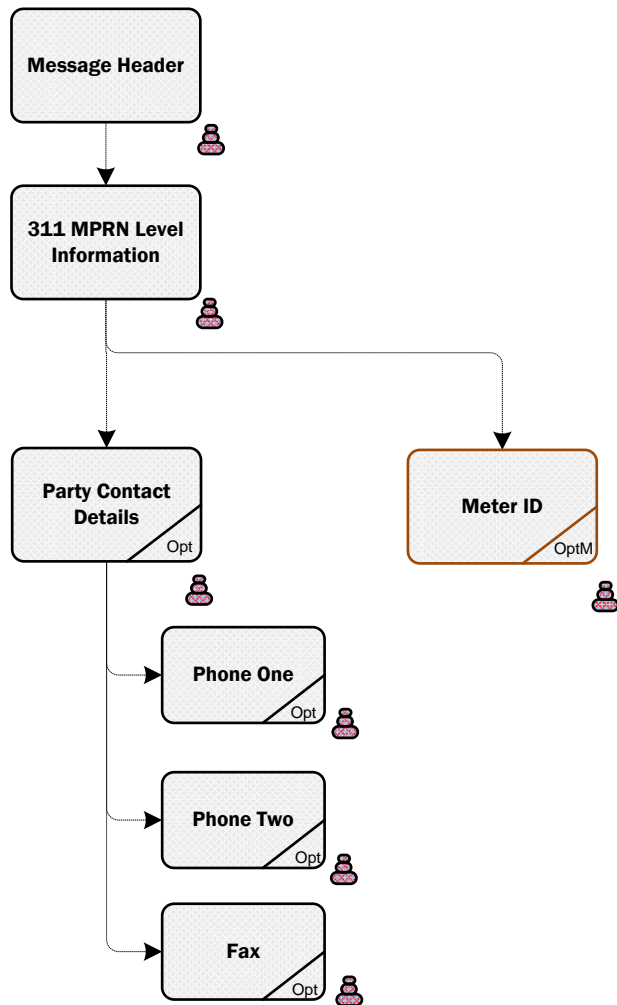 Message Header
311 MPRN Level
Information
Party Contact
Details
Opt
Meter ID
OptM
Phone One
Opt
Phone Two
Opt
Fax
Opt